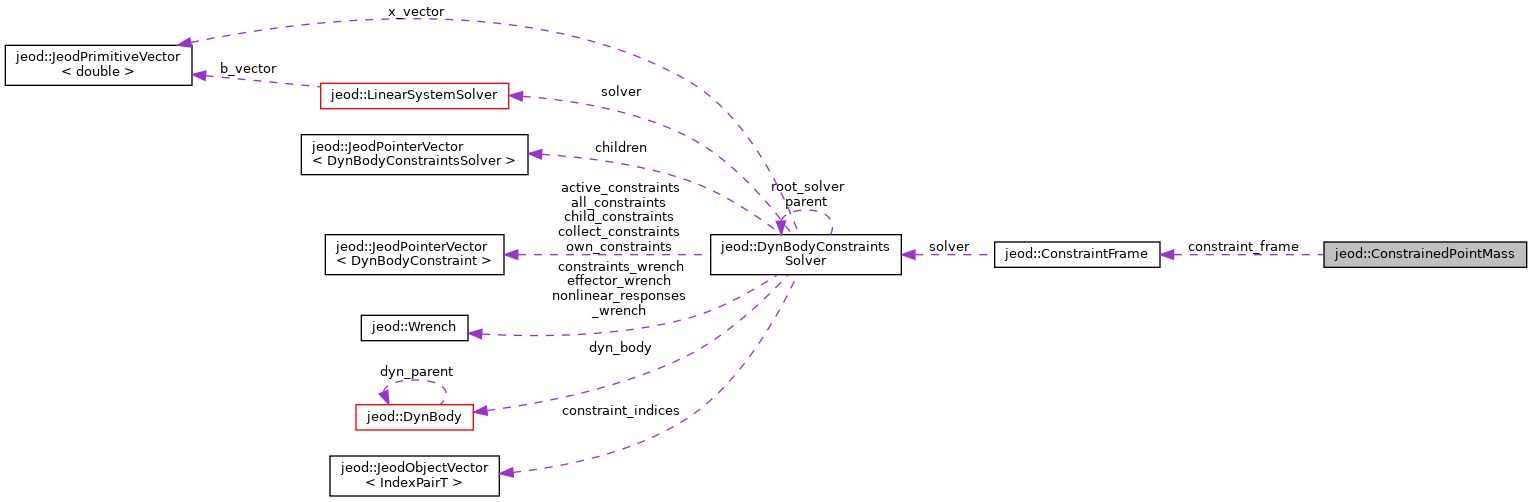 x_vector
jeod::JeodPrimitiveVector
< double >
b_vector
jeod::LinearSystemSolver
solver
jeod::JeodPointerVector
< DynBodyConstraintsSolver >
children
active_constraints
all_constraints
child_constraints
collect_constraints
own_constraints
root_solver
parent
jeod::JeodPointerVector
< DynBodyConstraint >
jeod::DynBodyConstraints
Solver
solver
jeod::ConstraintFrame
constraint_frame
jeod::ConstrainedPointMass
constraints_wrench
effector_wrench
nonlinear_responses
_wrench
jeod::Wrench
dyn_body
dyn_parent
jeod::DynBody
constraint_indices
jeod::JeodObjectVector
< IndexPairT >